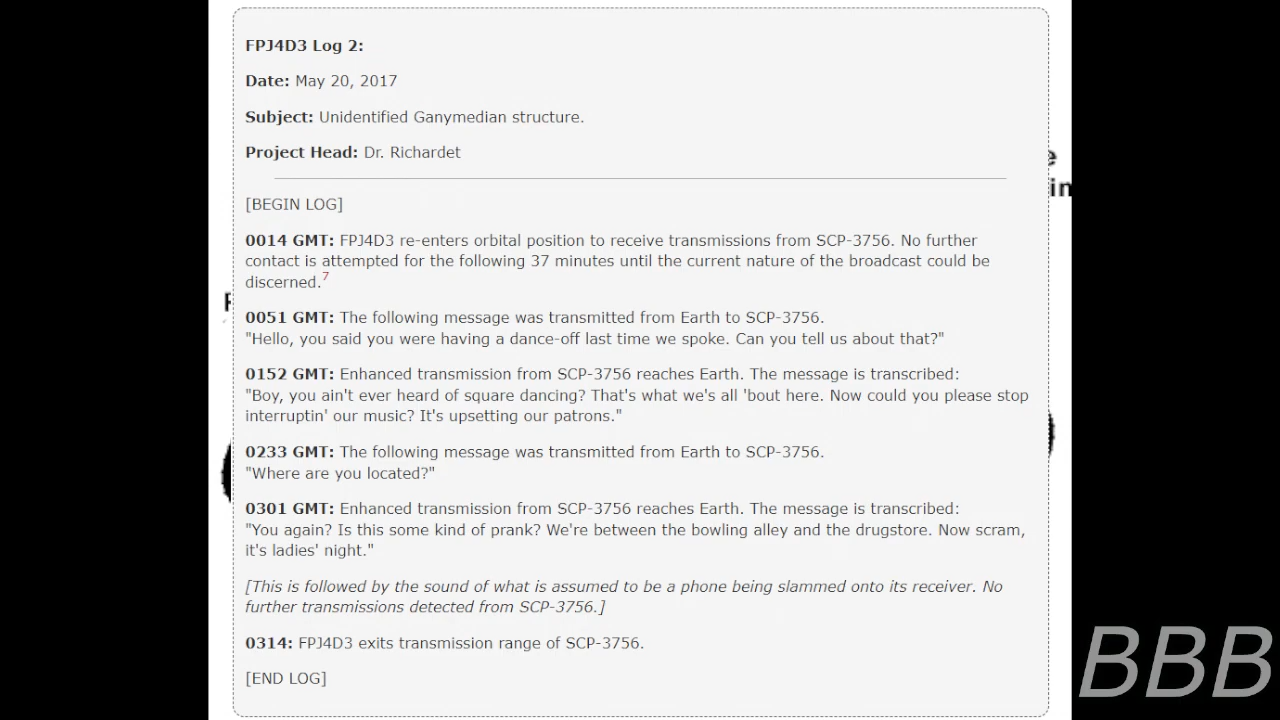 FPJ4D3 Log 2:
Date: May 20, 2017
Subject: Unidentified Ganymedian structure.
Project Head: Dr. Richardet
[BEGIN LOG]
0014 GMT: FPJ4D3 re-enters orbital position to receive transmissions from SCP-3756. No further
contact is attempted for the following 37 minutes until the current nature of the broadcast could be
discerned.7
0051 GMT: The following message was transmitted from Earth to SCP-3756.
"Hello, you said you were having a dance-off last time we spoke. Can you tell us about that?"
0152 GMT: Enhanced transmission from SCP-3756 reaches Earth. The message is transcribed:
"Boy, you ain't ever heard of square dancing? That's what we's all 'bout here. Now could you please stop
interruptin' our music? It's upsetting our patrons."
0233 GMT: The following message was transmitted from Earth to SCP-3756.
"Where are you located?"
0301 GMT: Enhanced transmission from SCP-3756 reaches Earth. The message is transcribed:
"You again? Is this some kind of prank? We're between the bowling alley and the drugstore. Now scram,
it's ladies' night."
[This is followed by the sound of what is assumed to be a phone being slammed onto its receiver. No
further transmissions detected from SCP-3756.]
0314: FPJ4D3 exits transmission range of SCP-3756.
[END LOG]
BBB